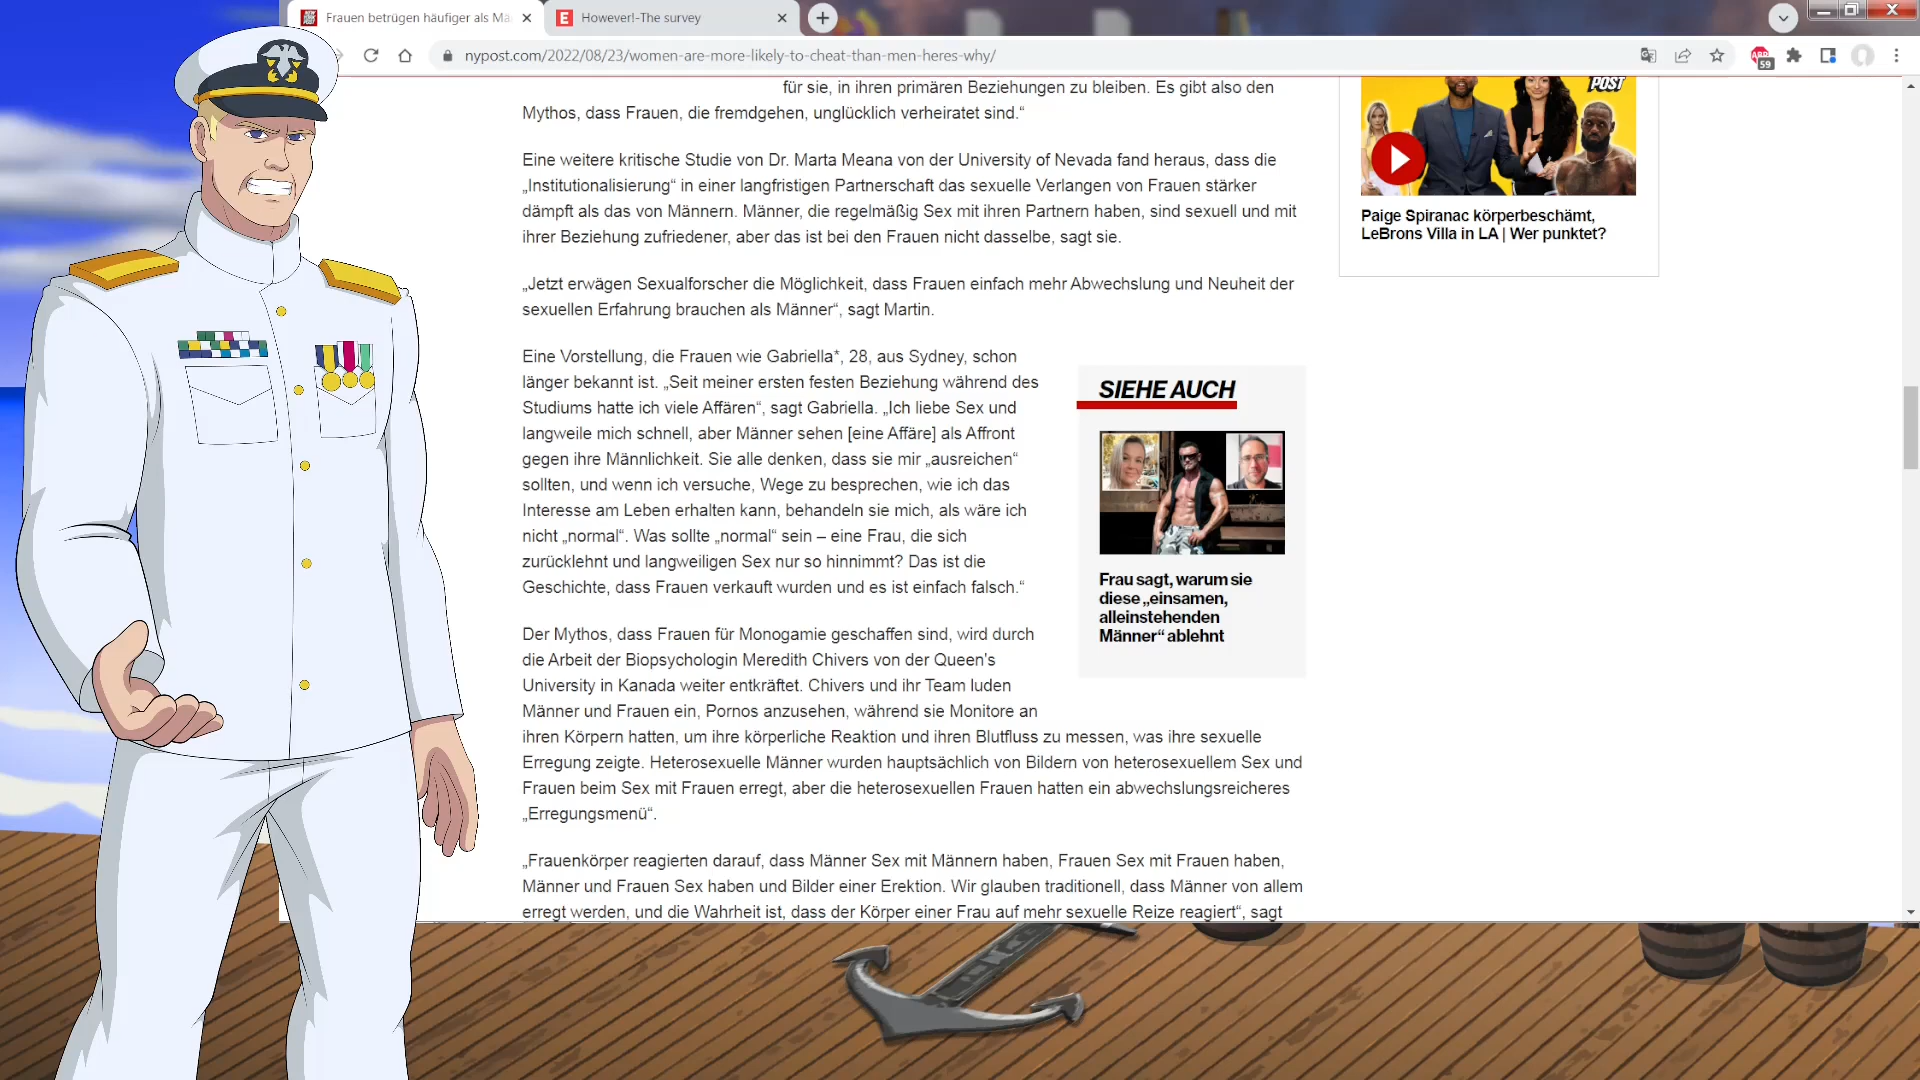 Frauen betrügen häufiger als Mä
However!-The survey
nypost.com/2022/08/23/women-are-more-likely-to-cheat-than-men-heres-why/
ABP
59
für sie, in ihren primären Beziehungen zu bleiben. Es gibt also den
Mythos, dass Frauen, die fremdgehen, unglücklich verheiratet sind.“
Eine weitere kritische Studie von Dr. Marta Meana von der University of Nevada fand heraus, dass die
„Institutionalisierung“ in einer langfristigen Partnerschaft das sexuelle Verlangen von Frauen stärker
dämpft als das von Männern. Männer, die regelmäßig Sex mit ihren Partnern haben, sind sexuell und mit
ihrer Beziehung zufriedener, aber das ist bei den Frauen nicht dasselbe, sagt sie.
„Jetzt erwägen Sexualforscher die Möglichkeit, dass Frauen einfach mehr Abwechslung und Neuheit der
sexuellen Erfahrung brauchen als Männer“, sagt Martin.
Eine Vorstellung, die Frauen wie Gabriella*, 28, aus Sydney, schon
länger bekannt ist. „Seit meiner ersten festen Beziehung während des
Studiums hatte ich viele Affären“, sagt Gabriella. „Ich liebe Sex und
langweile mich schnell, aber Männer sehen [eine Affäre] als Affront
gegen ihre Männlichkeit. Sie alle denken, dass sie mir „ausreichen“
sollten, und wenn ich versuche, Wege zu besprechen, wie ich das
Interesse am Leben erhalten kann, behandeln sie mich, als wäre ich
nicht „normal“. Was sollte „normal“ sein – eine Frau, die sich
zurücklehnt und langweiligen Sex nur so hinnimmt? Das ist die
Geschichte, dass Frauen verkauft wurden und es ist einfach falsch.“
Der Mythos, dass Frauen für Monogamie geschaffen sind, wird durch
die Arbeit der Biopsychologin Meredith Chivers von der Queen's
University in Kanada weiter entkräftet. Chivers und ihr Team luden
Männer und Frauen ein, Pornos anzusehen, während sie Monitore an
ihren Körpern hatten, um ihre körperliche Reaktion und ihren Blutfluss zu messen, was ihre sexuelle
Erregung zeigte. Heterosexuelle Männer wurden hauptsächlich von Bildern von heterosexuellem Sex und
Frauen beim Sex mit Frauen erregt, aber die heterosexuellen Frauen hatten ein abwechslungsreicheres
„Erregungsmenü“.
„Frauenkörper reagierten darauf, dass Männer Sex mit Männern haben, Frauen Sex mit Frauen haben,
Männer und Frauen Sex haben und Bilder einer Erektion. Wir glauben traditionell, dass Männer von allem
erregt werden, und die Wahrheit ist, dass der Körper einer Frau auf mehr sexuelle Reize reagiert“, sagt
SIEHE AUCH
Frau sagt, warum sie
diese „einsamen,
alleinstehenden
Männer“ ablehnt
POST
Paige Spiranac körperbeschämt,
LeBrons Villa in LA | Wer punktet?